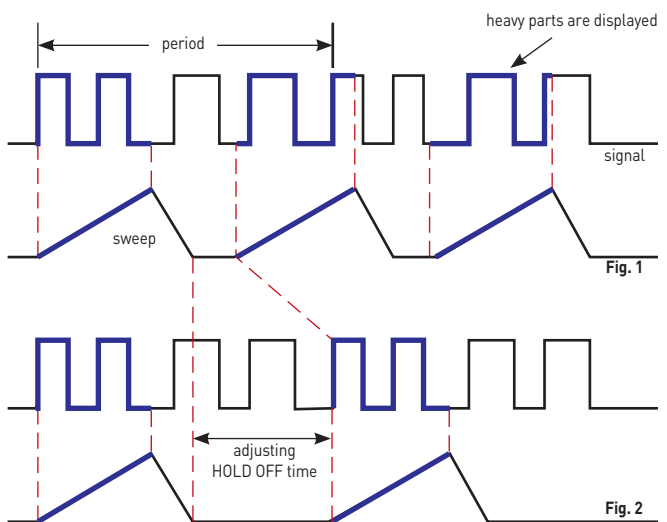 heavy parts are displayed
period
signal
sweep
Fig. 1
adjusting
HOLD OFF time
Fig. 2